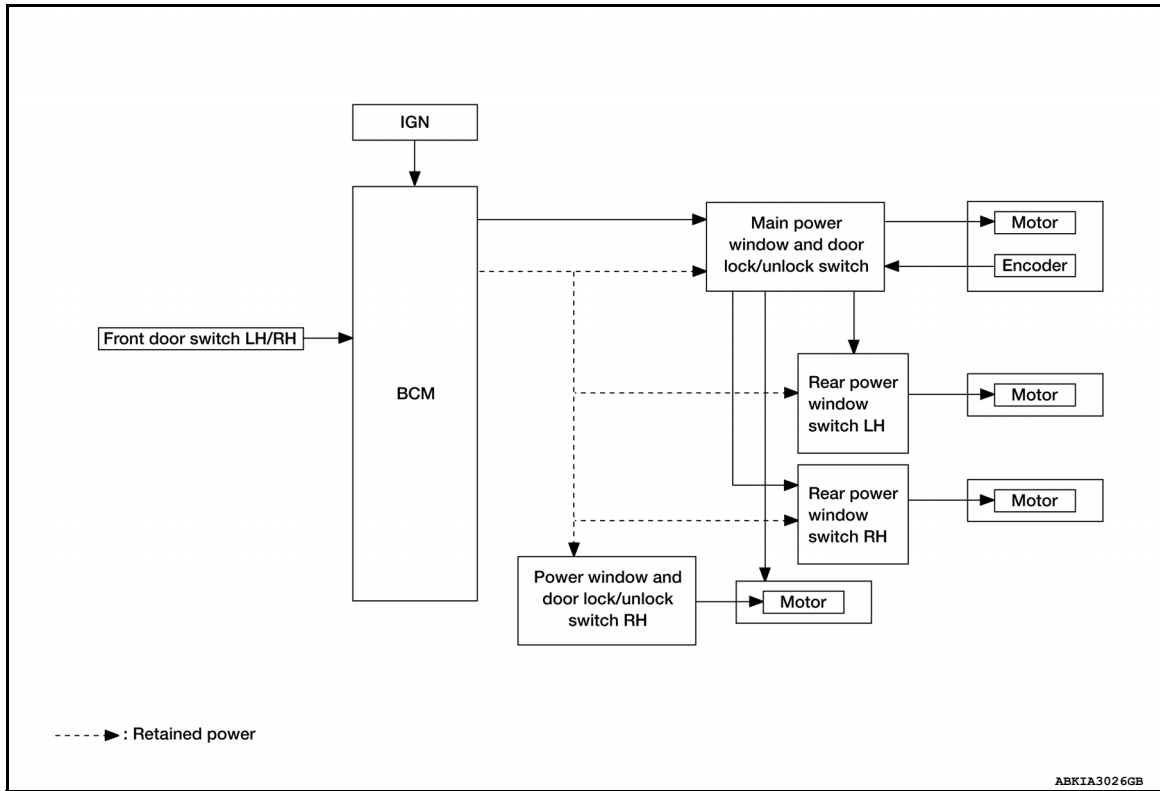 IGN
Main power
window and door
lock/unlock switch
Motor
Encoder
Front door switch LH/RH
BCM
Rear power
window
switch LH
Motor
Rear power
window
switch RH
Motor
Power window and
door lock/unlock
switch RH
Motor
: Retained power
ABKIA3026GB